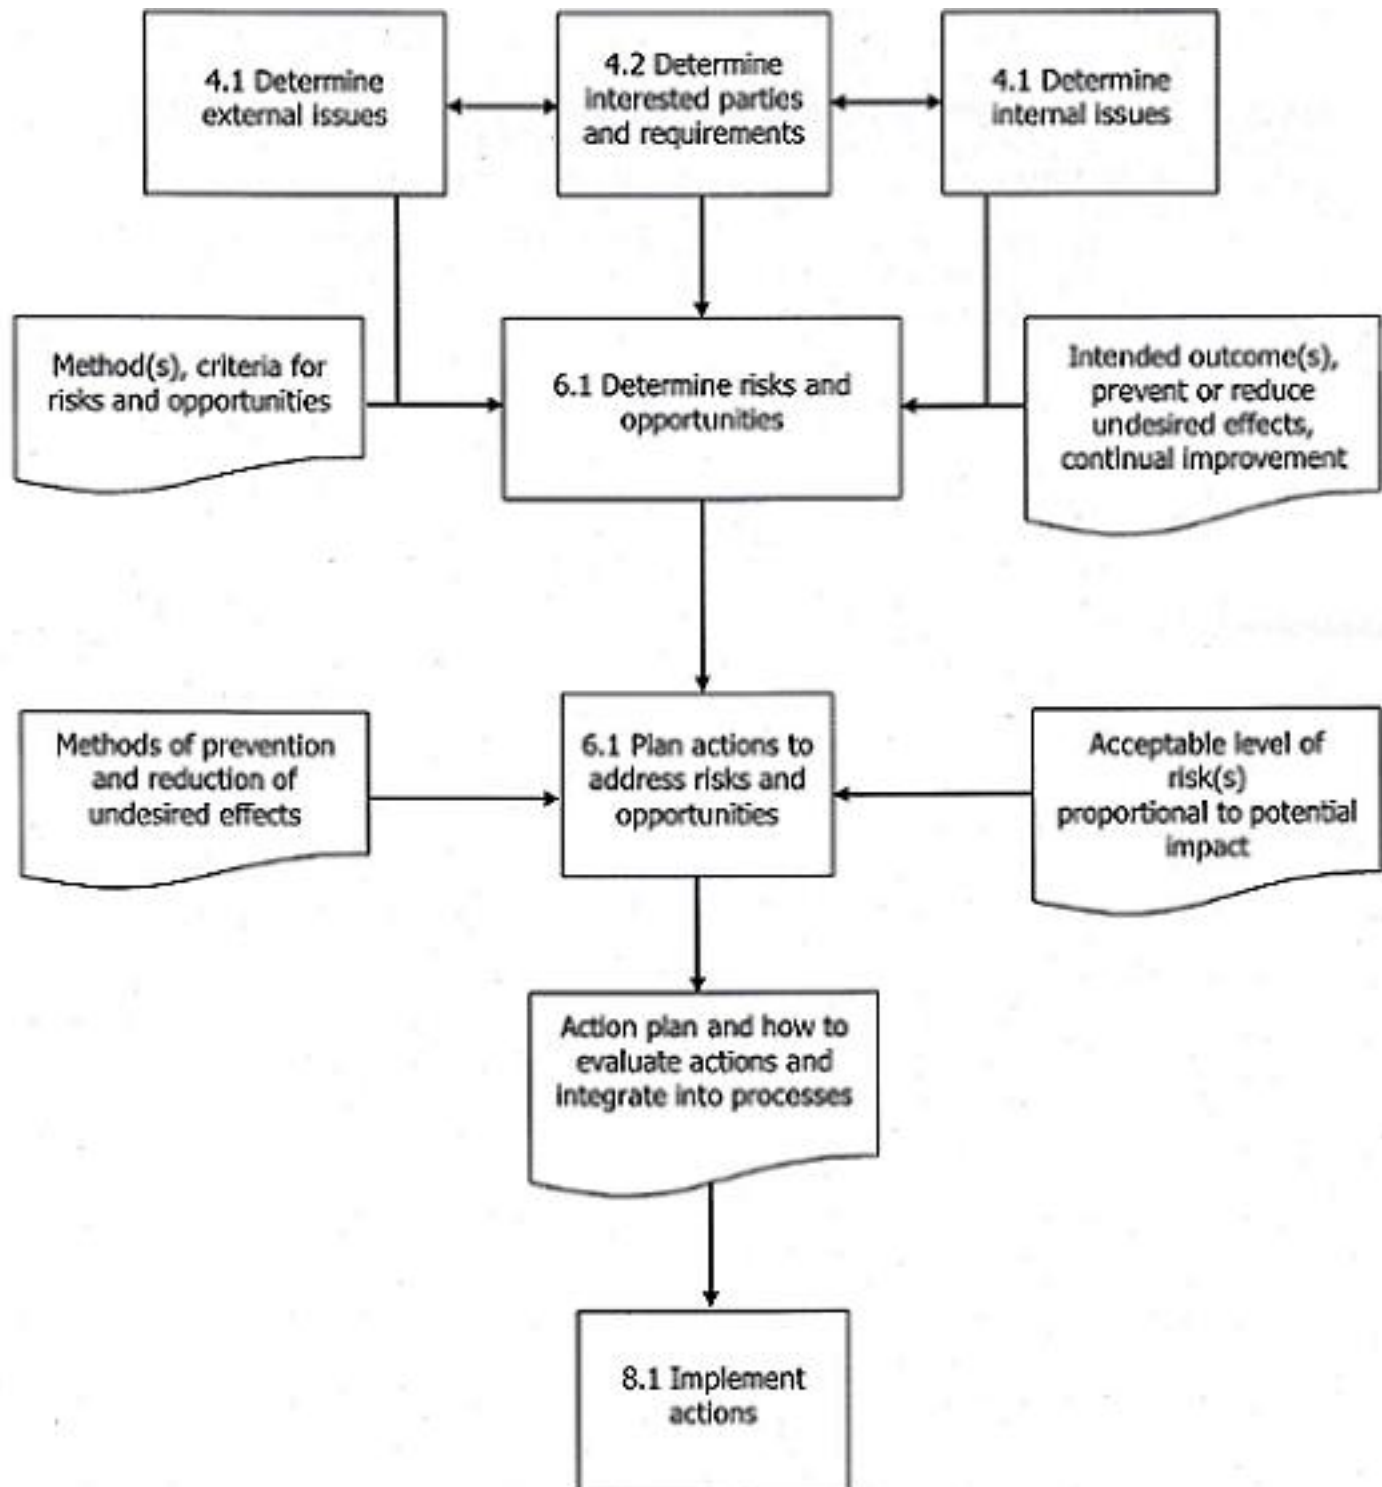 4.1 Determine
external issues
4.2 Determine
interested parties
and requirements
4.1 Determine
internal issues
Method(s), criteria for
risks and opportunities
6.1 Determine risks and
opportunities
Intended outcome(s),
prevent or reduce
undesired effects,
continual improvement
Methods of prevention
and reduction of
undesired effects
6.1 Plan actions to
address risks and
opportunities
Acceptable level of
risk(s)
proportional to potential
impact
Action plan and how to
evaluate actions and
integrate into processes
8.1 Implement
actions